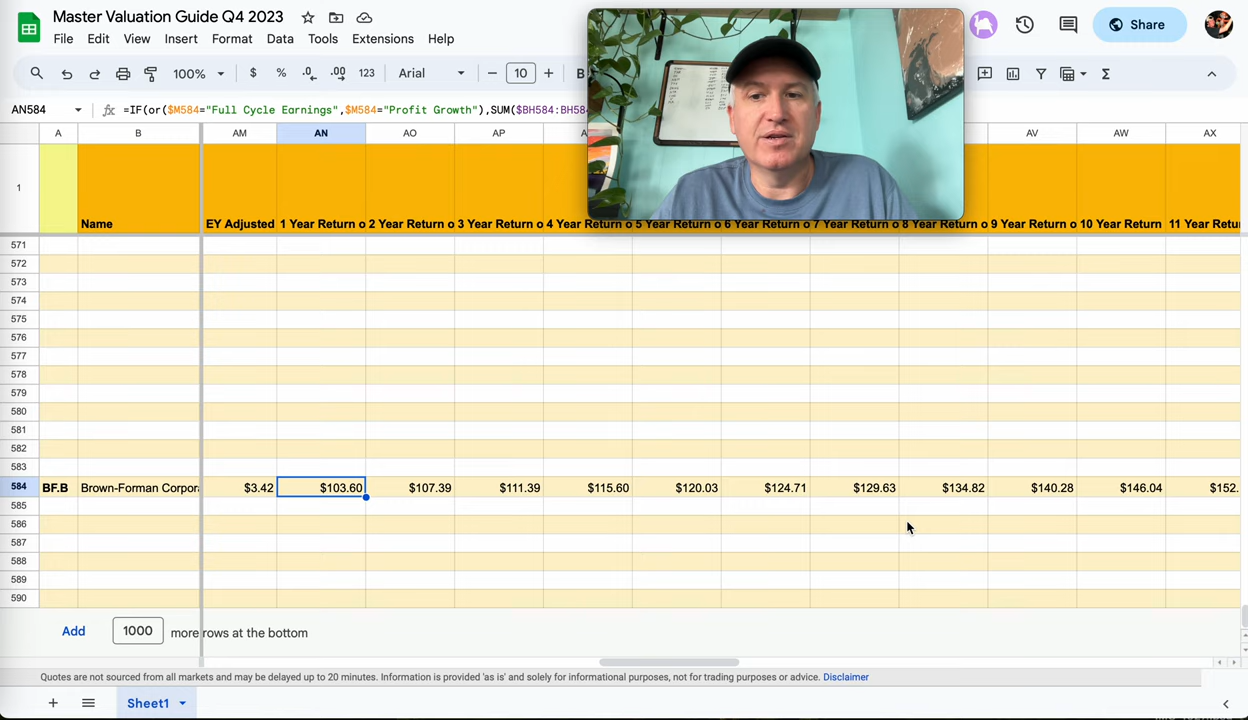 Master Valuation Guide Q4 2023
File Edit View Insert Format Data Tools Extensions Help
Share
100% $ % .0 .00 123 Arial 10 B
AN584 fx =IF(or($M584="Full Cycle Earnings",$M584="Profit Growth"),SUM($BH584:BH584
A B AM AN AO AP AV AW AX
1 Name EY Adjusted 1 Year Return o 2 Year Return o 3 Year Return o 4 Year Return o 5 Year Return o 6 Year Return o 7 Year Return o 8 Year Return o 9 Year Return o 10 Year Return 11 Year Retu
571
572
573
574
575
576
577
578
579
580
581
582
583
584 BF.B Brown-Forman Corpor $3.42 $103.60 $107.39 $111.39 $115.60 $120.03 $124.71 $129.63 $134.82 $140.28 $146.04 $152.
585
586
587
588
589
590
Add 1000 more rows at the bottom
Quotes are not sourced from all markets and may be delayed up to 20 minutes. Information is provided 'as is' and solely for informational purposes, not for trading purposes or advice. Disclaimer
Sheet1